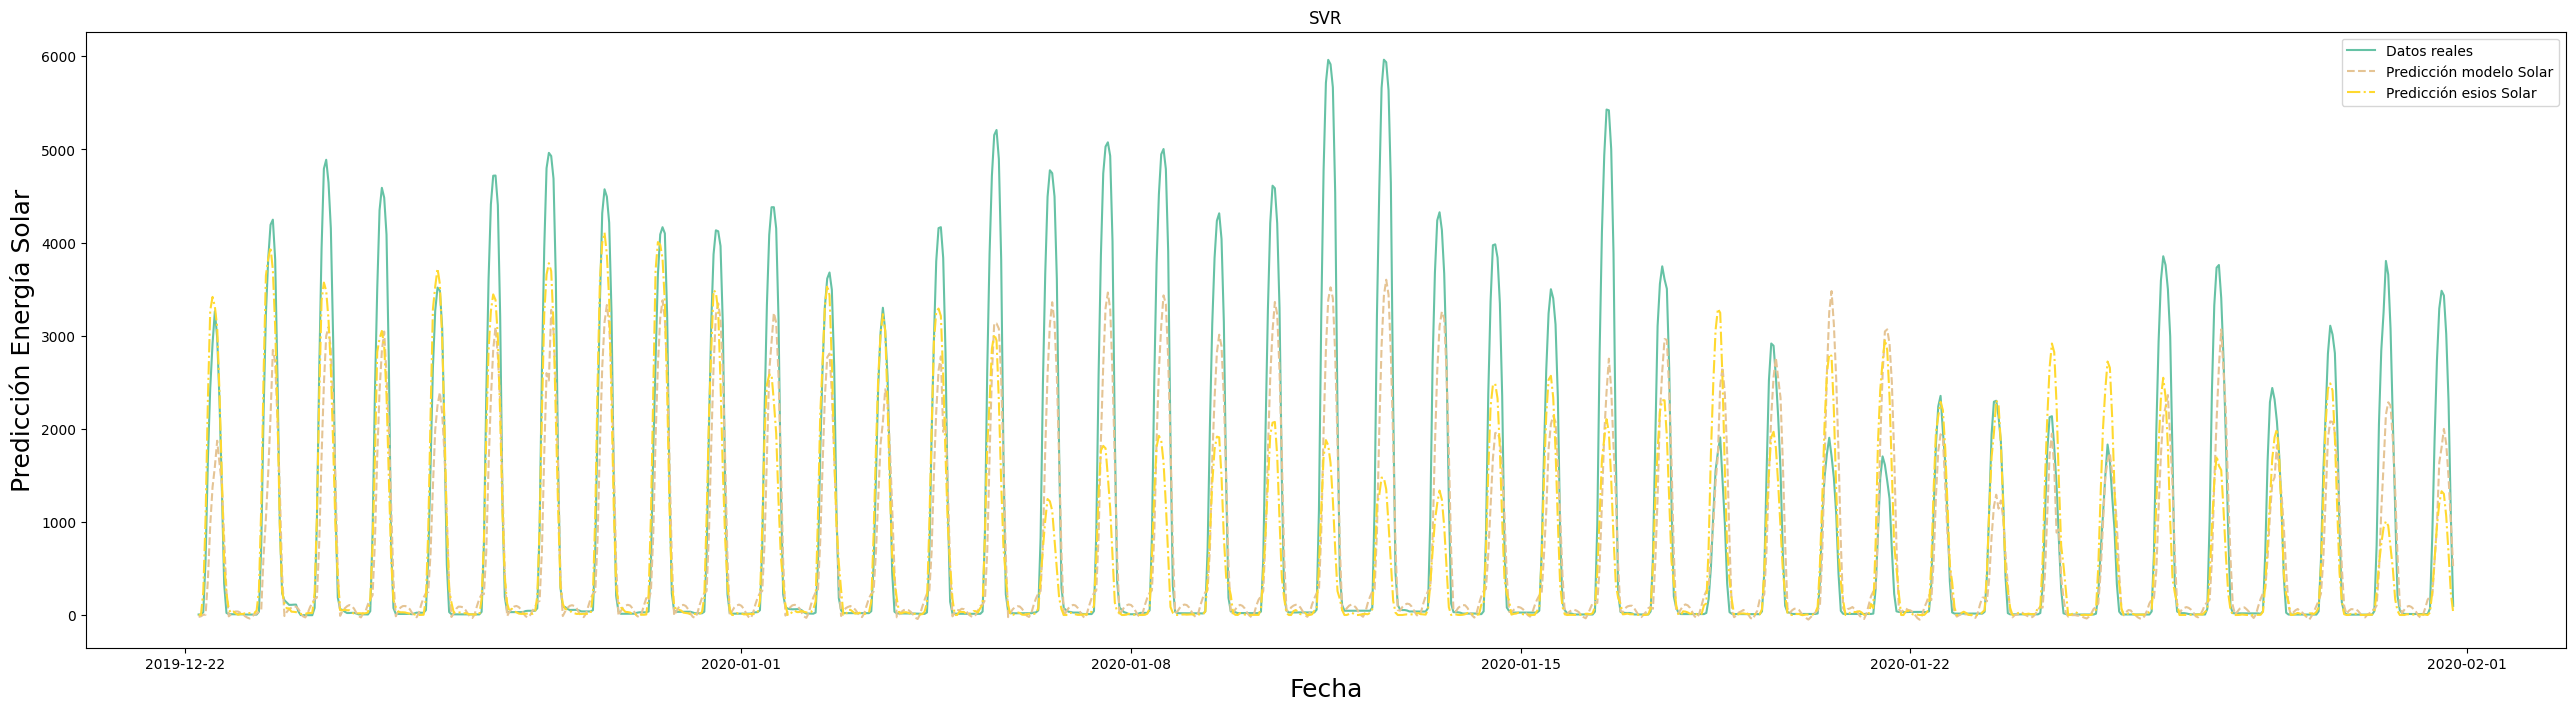 SVR
Predicción Energía Solar
6000
5000
4000
3000
2000
1000
0
Datos reales
Predicción modelo Solar
Predicción esios Solar
2019-12-22
2020-01-01
2020-01-08
2020-01-15
2020-01-22
2020-02-01
Fecha